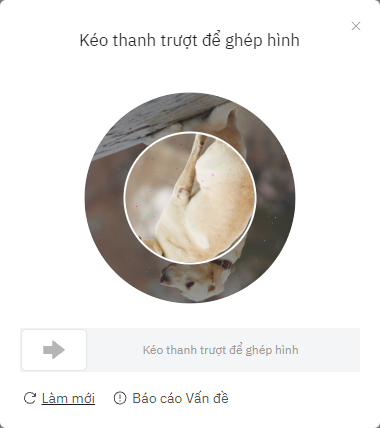 Kéo thanh trượt để ghép hình
Kéo thanh trượt để ghép hình
Làm mới
Báo cáo Vấn đề